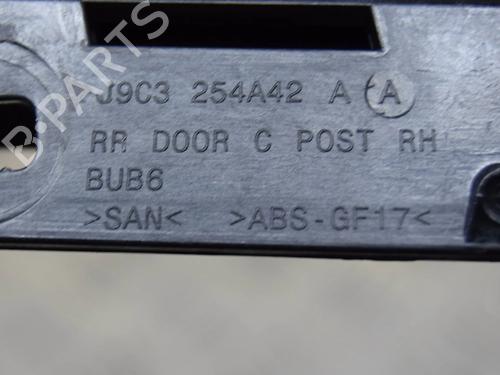 J9C3 254A42 A A
RR DOOR C POST RH
BUB6
>SAN< >ABS-GF17<
B-PARTS